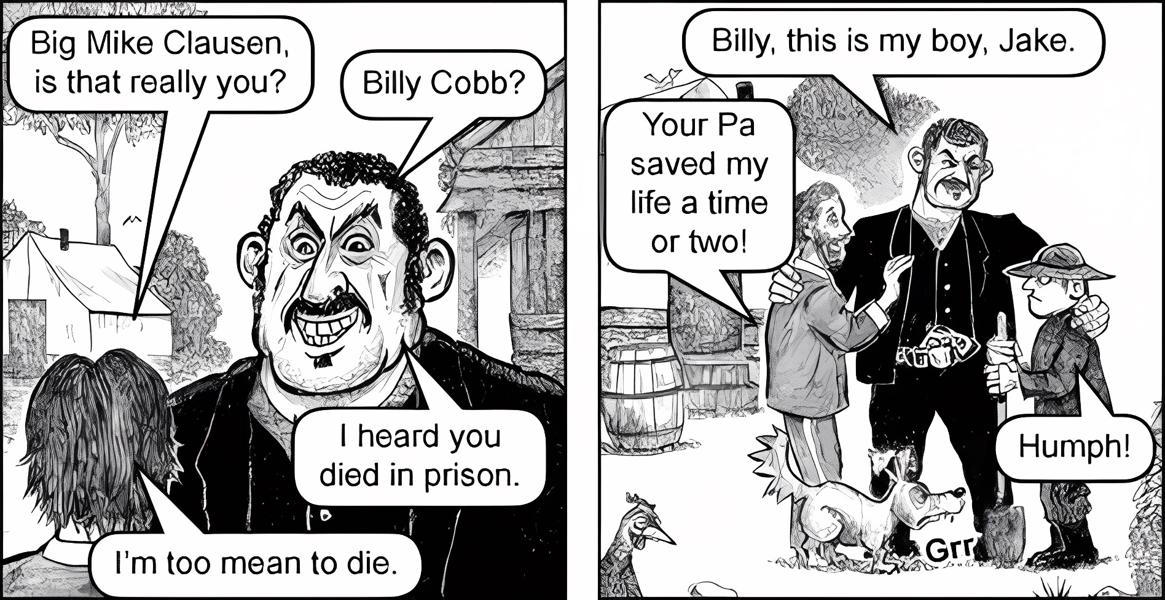 Big Mike Clausen,
is that really you?
Billy Cobb?
I heard you
died in prison.
I'm too mean to die.
Billy, this is my boy, Jake.
Your Pa
saved my
life a time
or two!
Humph!
Grr